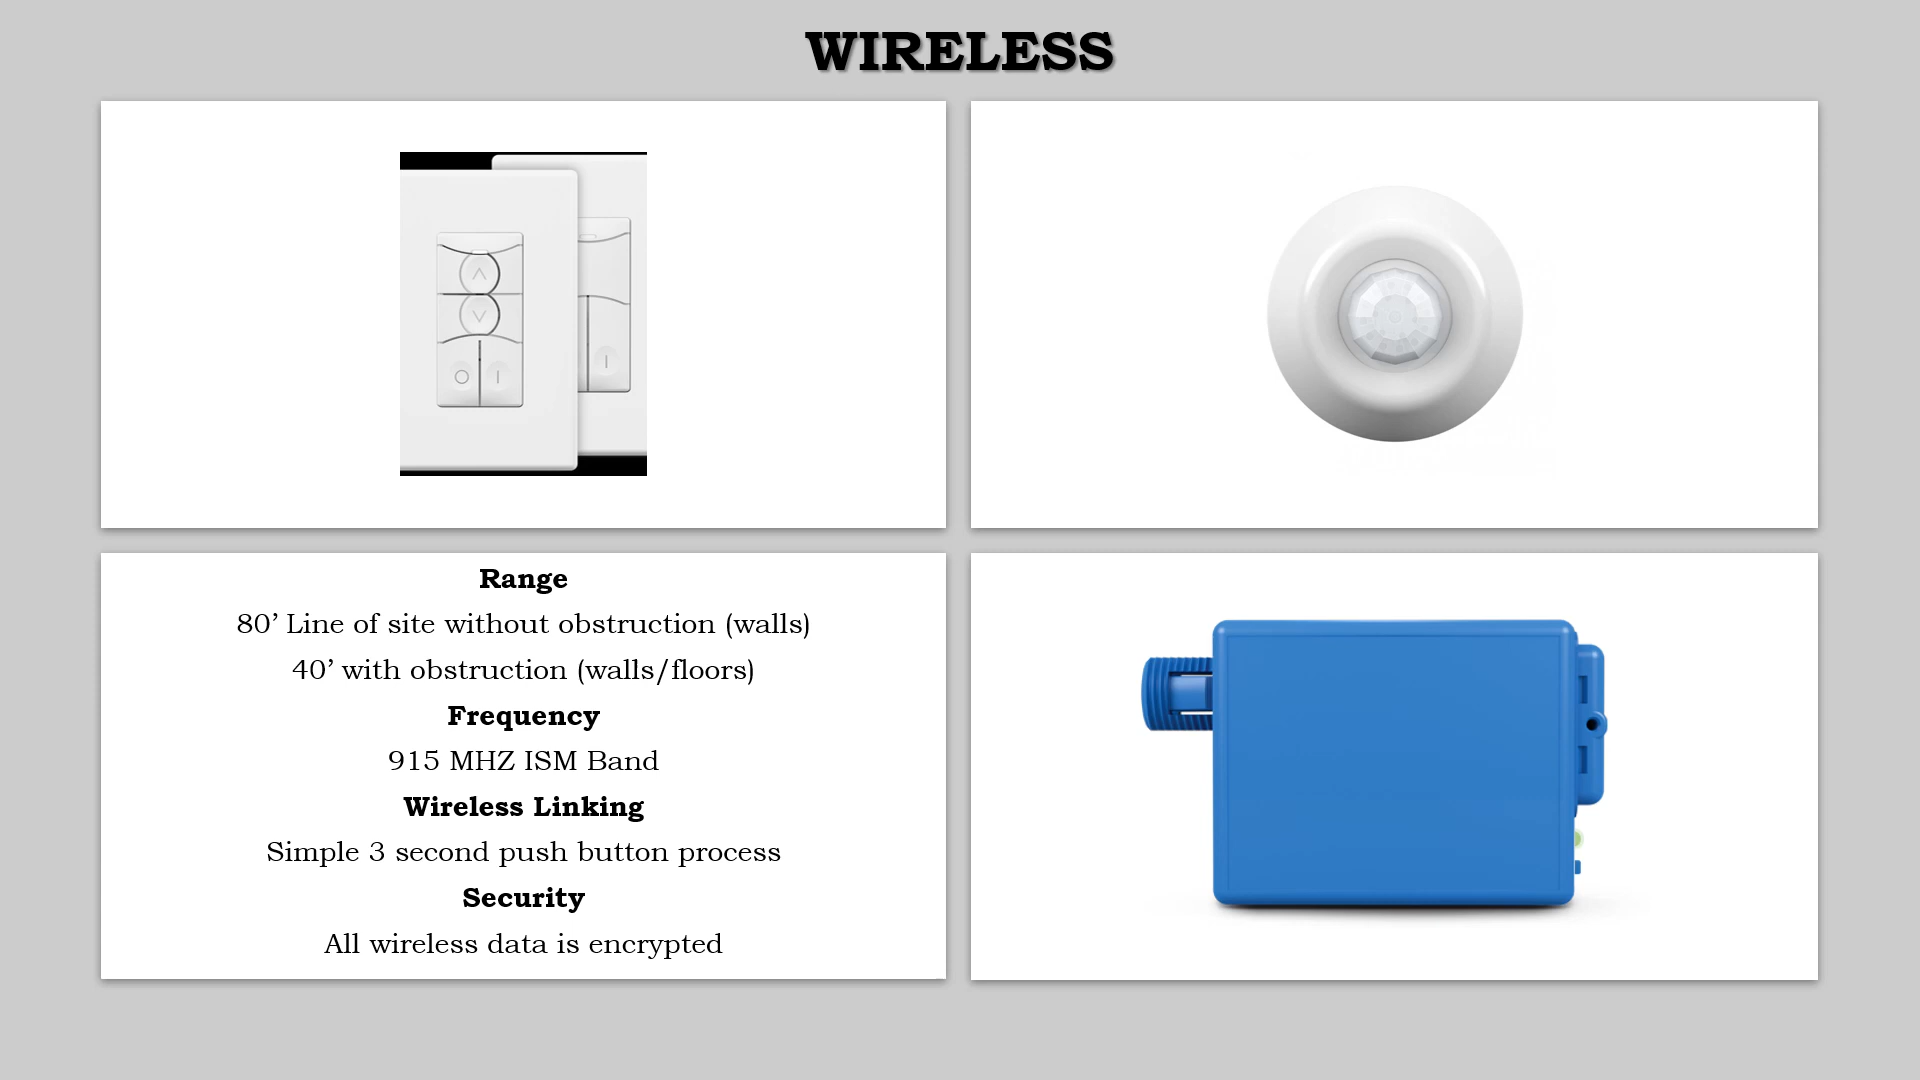 WIRELESS
Range
80’ Line of site without obstruction (walls)
40’ with obstruction (walls/floors)
Frequency
915 MHZ ISM Band
Wireless Linking
Simple 3 second push button process
Security
All wireless data is encrypted